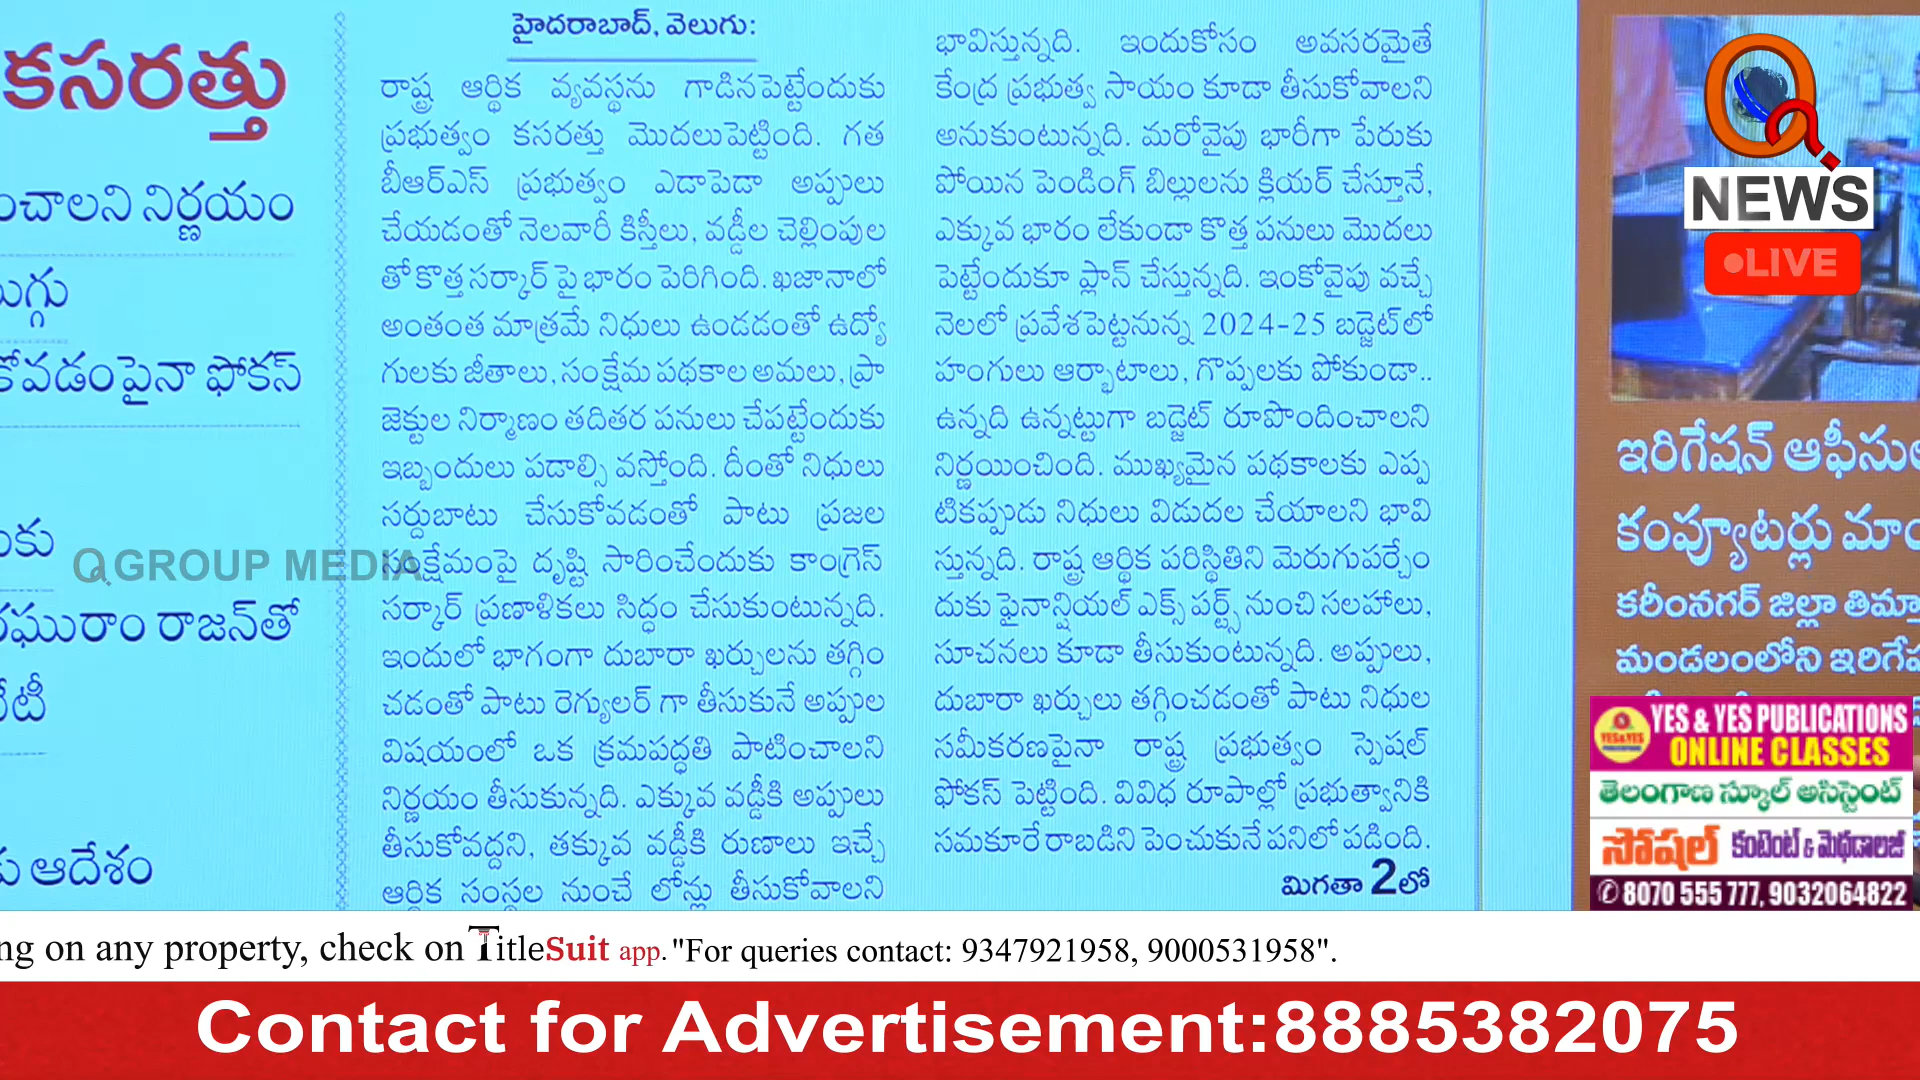 కసరత్తు
ంచాలని నిర్ణయం
ుగ్గు
కోవడంపైనా ఫోకస్
ంకు
రఘురాం రాజన్‌తో
భేటీ
ఆదేశం
హైదరాబాద్, వెలుగు:
రాష్ట్ర ఆర్థిక వ్యవస్థను గాడినపెట్టేందుకు
ప్రభుత్వం కసరత్తు మొదలుపెట్టింది. గత
బీఆర్ఎస్ ప్రభుత్వం ఎడాపెడా అప్పులు
చేయడంతో నెలవారీ కిస్తీలు, వడ్డీల చెల్లింపుల
తో కొత్త సర్కార్ పై భారం పెరిగింది. ఖజానాలో
అంతంత మాత్రమే నిధులు ఉండడంతో ఉద్యో
గులకు జీతాలు, సంక్షేమ పథకాల అమలు, ప్రా
జెక్టుల నిర్మాణం తదితర పనులు చేపట్టేందుకు
ఇబ్బందులు పడాల్సి వస్తోంది. దీంతో నిధులు
సర్దుబాటు చేసుకోవడంతో పాటు ప్రజల
సంక్షేమంపై దృష్టి సారించేందుకు కాంగ్రెస్
సర్కార్ ప్రణాళికలు సిద్ధం చేసుకుంటున్నది.
ఇందులో భాగంగా దుబారా ఖర్చులను తగ్గిం
చడంతో పాటు రెగ్యులర్ గా తీసుకునే అప్పుల
విషయంలో ఒక క్రమపద్ధతి పాటించాలని
నిర్ణయం తీసుకున్నది. ఎక్కువ వడ్డీకి అప్పులు
తీసుకోవద్దని, తక్కువ వడ్డీకి రుణాలు ఇచ్చే
ఆర్థిక సంస్థల నుంచే లోన్లు తీసుకోవాలని
భావిస్తున్నది. ఇందుకోసం అవసరమైతే
కేంద్ర ప్రభుత్వ సాయం కూడా తీసుకోవాలని
అనుకుంటున్నది. మరోవైపు భారీగా పేరుకు
పోయిన పెండింగ్ బిల్లులను క్లియర్ చేస్తూనే,
ఎక్కువ భారం లేకుండా కొత్త పనులు మొదలు
పెట్టేందుకూ ప్లాన్ చేస్తున్నది. ఇంకోవైపు వచ్చే
నెలలో ప్రవేశపెట్టనున్న 2024-25 బడ్జెట్‌లో
హంగులు ఆర్భాటాలు, గొప్పలకు పోకుండా..
ఉన్నది ఉన్నట్టుగా బడ్జెట్ రూపొందించాలని
నిర్ణయించింది. ముఖ్యమైన పథకాలకు ఎప్ప
టికప్పుడు నిధులు విడుదల చేయాలని భావి
స్తున్నది. రాష్ట్ర ఆర్థిక పరిస్థితిని మెరుగుపర్చేం
దుకు ఫైనాన్షియల్ ఎక్స్ పర్ట్స్ నుంచి సలహాలు,
సూచనలు కూడా తీసుకుంటున్నది. అప్పులు,
దుబారా ఖర్చులు తగ్గించడంతో పాటు నిధుల
సమీకరణపైనా రాష్ట్ర ప్రభుత్వం స్పెషల్
ఫోకస్ పెట్టింది. వివిధ రూపాల్లో ప్రభుత్వానికి
సమకూరే రాబడిని పెంచుకునే పనిలో పడింది.
మిగతా 2లో
Q GROUP MEDIA
Q
NEWS
LIVE
ఇరిగేషన్ ఆఫీసుల
కంప్యూటర్లు మా
కరీంనగర్ జిల్లా తిమ్మా
మండలంలోని ఇరిగేష
YES & YES PUBLICATIONS
ONLINE CLASSES
తెలంగాణ స్కూల్ అసిస్టెంట్
సోషల్ కంటెంట్ & మెథడాలజీ
8070 555 777, 9032064822
ng on any property, check on TitleSuit app. "For queries contact: 9347921958, 9000531958".
Contact for Advertisement:8885382075